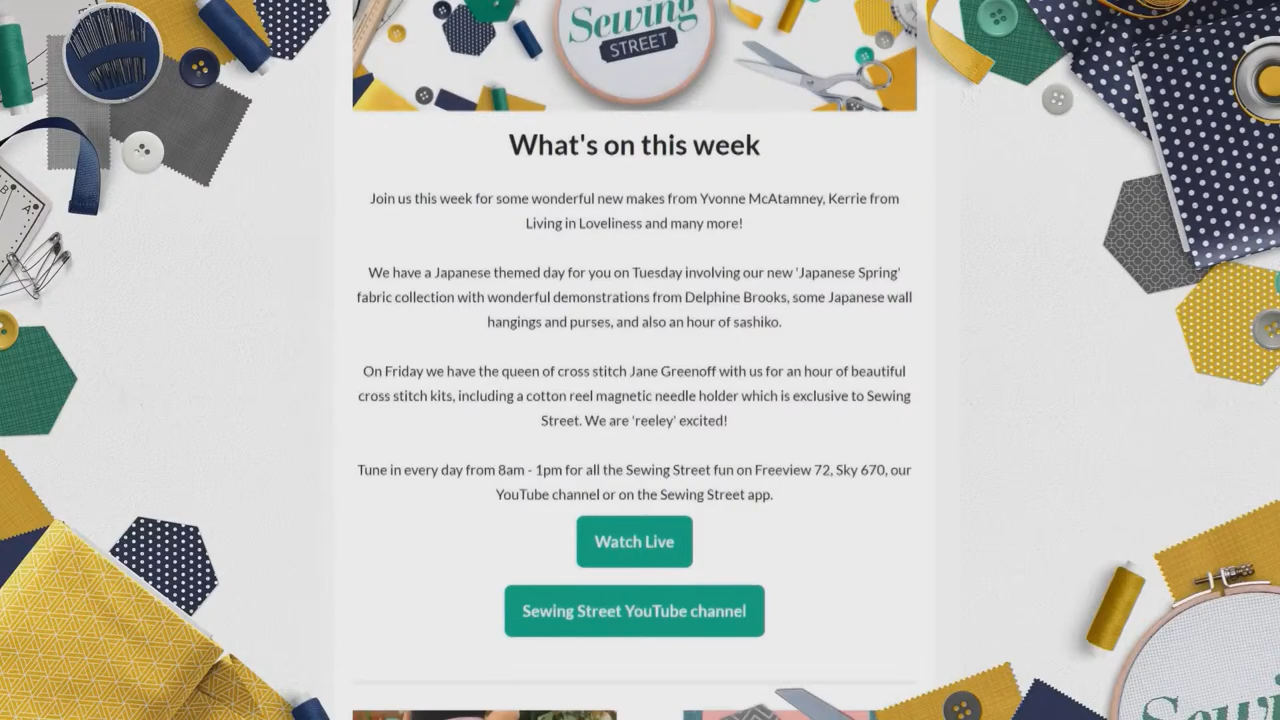 Sewing
STREET
What's on this week
Join us this week for some wonderful new makes from Yvonne McAtamney, Kerrie from
Living in Loveliness and many more!
We have a Japanese themed day for you on Tuesday involving our new 'Japanese Spring'
fabric collection with wonderful demonstrations from Delphine Brooks, some Japanese wall
hangings and purses, and also an hour of sashiko.
On Friday we have the queen of cross stitch Jane Greenoff with us for an hour of beautiful
cross stitch kits, including a cotton reel magnetic needle holder which is exclusive to Sewing
Street. We are 'reeley' excited!
Tune in every day from 8am - 1pm for all the Sewing Street fun on Freeview 72, Sky 670, our
YouTube channel or on the Sewing Street app.
Watch Live
Sewing Street YouTube channel